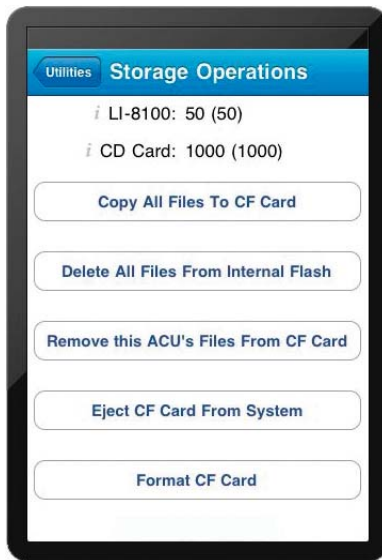 Utilities Storage Operations
i LI-8100: 50 (50)
i CD Card: 1000 (1000)
Copy All Files To CF Card
Delete All Files From Internal Flash
Remove this ACU's Files From CF Card
Eject CF Card From System
Format CF Card